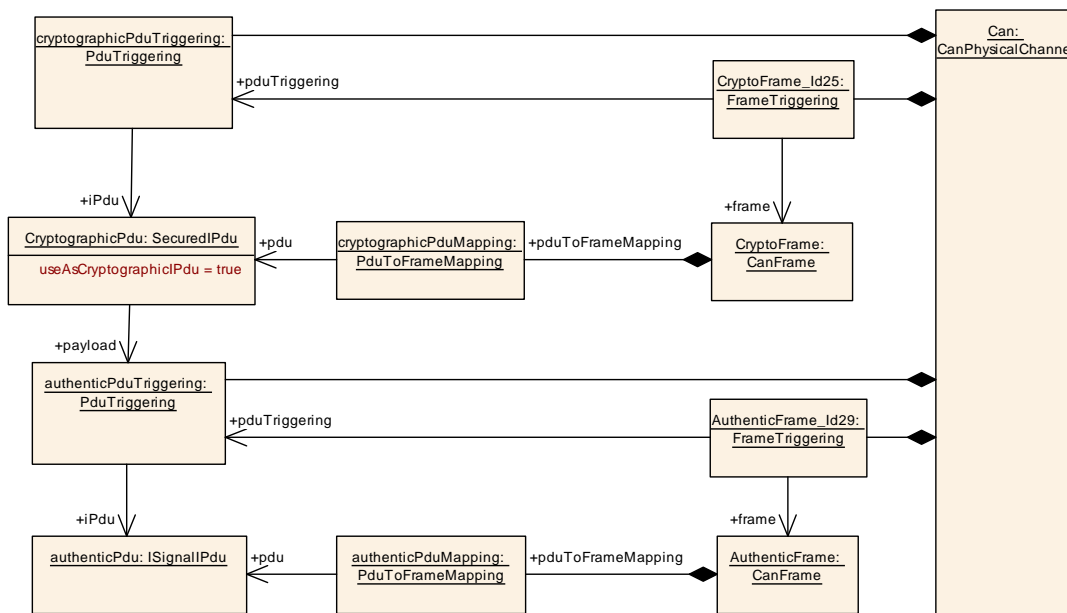 cryptographicPduTriggering:
PduTriggering
Can:
CanPhysicalChanne
+pduTriggering
CryptoFrame_Id25:
FrameTriggering
+iPdu
+frame
CryptographicPdu: SecuredIPdu
useAsCryptographicIPdu = true
+pdu
cryptographicPduMapping:
PduToFrameMapping
+pduToFrameMapping
CryptoFrame:
CanFrame
+payload
authenticPduTriggering:
PduTriggering
+pduTriggering
AuthenticFrame_Id29:
FrameTriggering
+iPdu
+frame
authenticPdu: ISignalIPdu
+pdu
authenticPduMapping:
PduToFrameMapping
+pduToFrameMapping
AuthenticFrame:
CanFrame